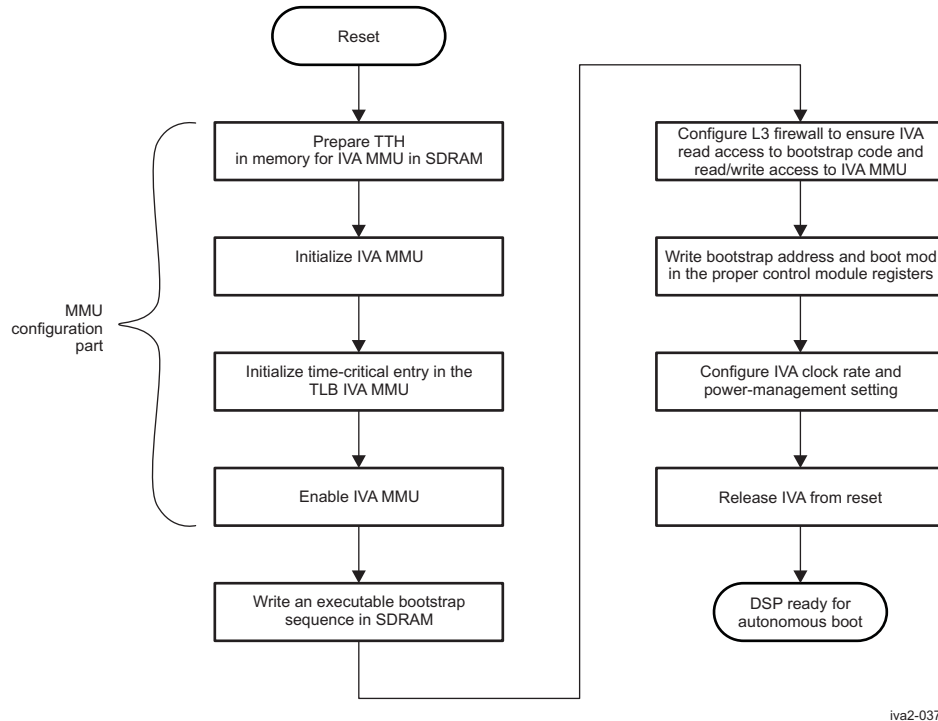 Reset
Prepare TTH
in memory for IVA MMU in SDRAM
Initialize IVA MMU
Initialize time-critical entry in the
TLB IVA MMU
Enable IVA MMU
Write an executable bootstrap
sequence in SDRAM
MMU
configuration
part
Configure L3 firewall to ensure IVA
read access to bootstrap code and
read/write access to IVA MMU
Write bootstrap address and boot mod
in the proper control module registers
Configure IVA clock rate and
power-management setting
Release IVA from reset
DSP ready for
autonomous boot
iva2-037